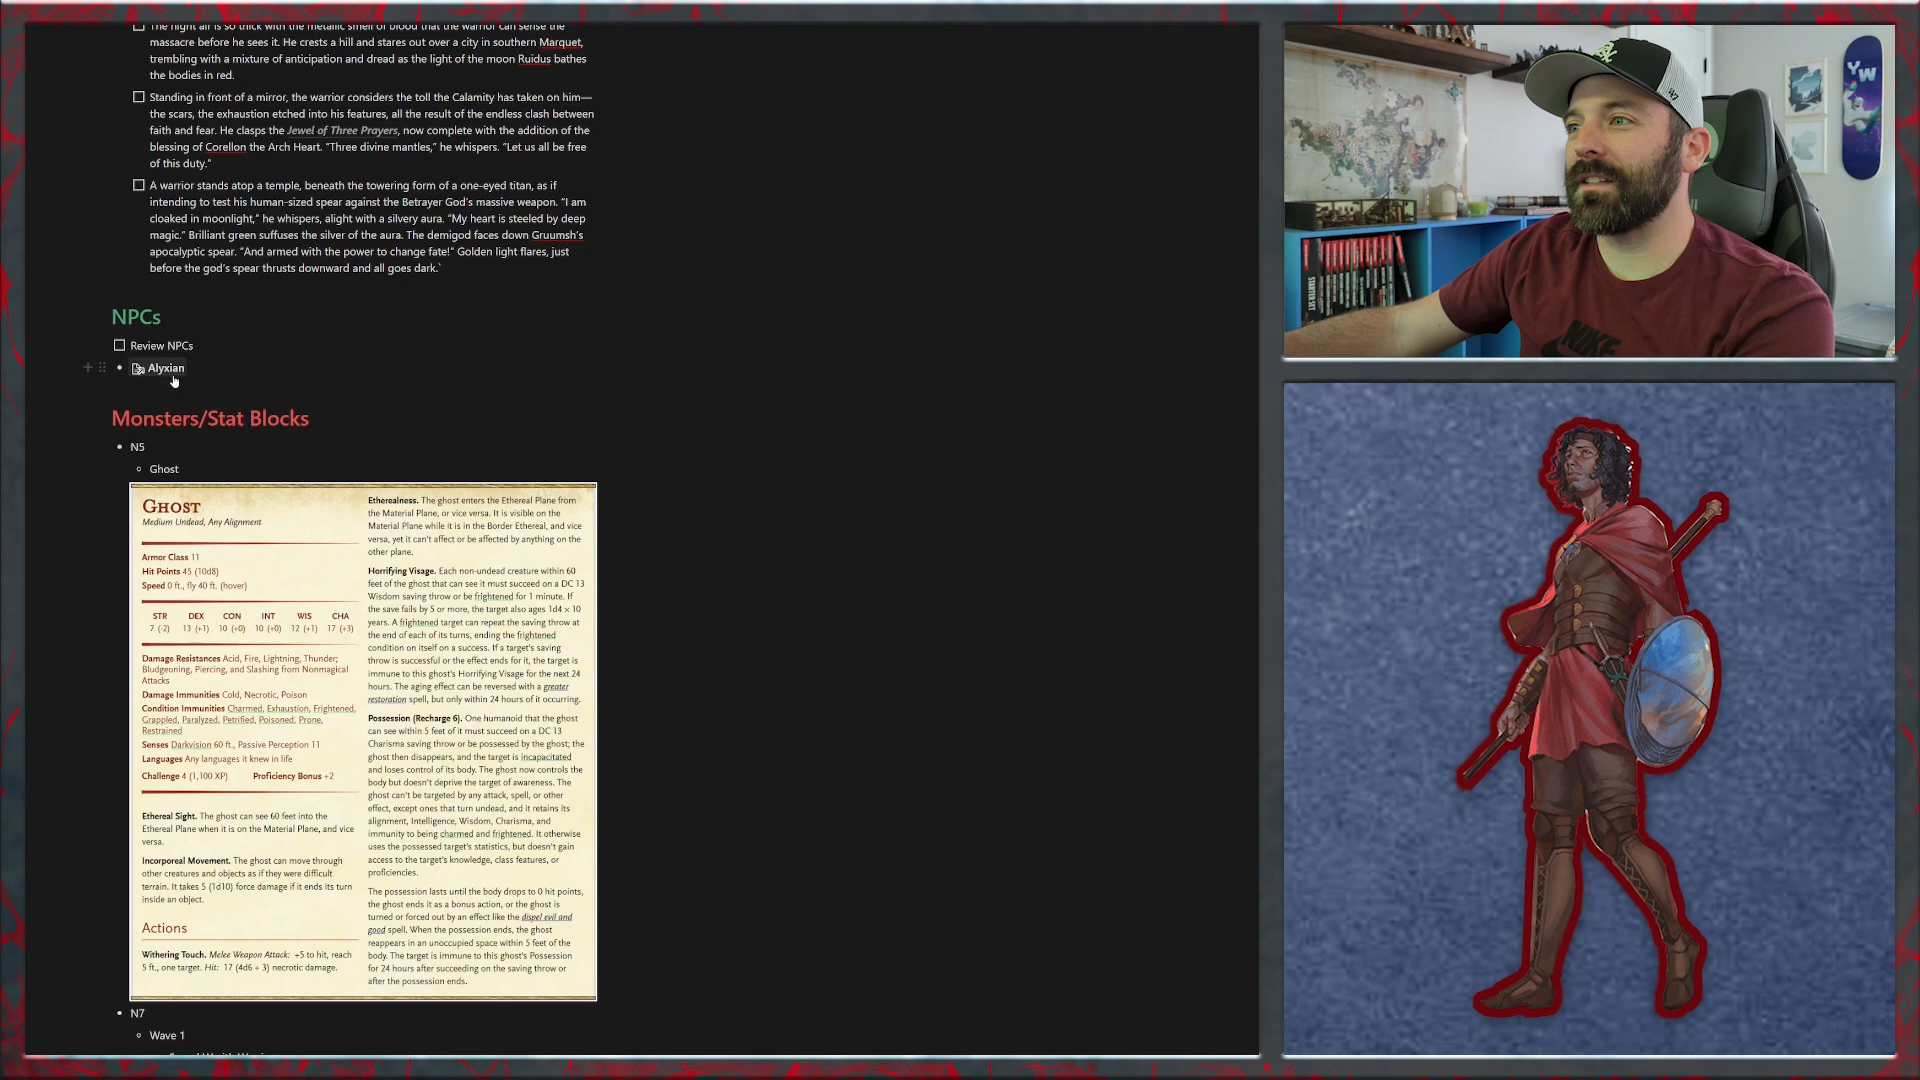 The night air is so thick with the metallic smell of blood that the warrior can sense the
massacre before he sees it. He crests a hill and stares out over a city in southern Marquet,
trembling with a mixture of anticipation and dread as the light of the moon Ruidus bathes
the bodies in red.
Standing in front of a mirror, the warrior considers the toll the Calamity has taken on him—
the scars, the exhaustion etched into his features, all the result of the endless clash between
faith and fear. He clasps the Jewel of Three Prayers, now complete with the addition of the
blessing of Corellon the Arch Heart. “Three divine mantles,” he whispers. “Let us all be free
of this duty.”
A warrior stands atop a temple, beneath the towering form of a one-eyed titan, as if
intending to test his human-sized spear against the Betrayer God’s massive weapon. “I am
cloaked in moonlight,” he whispers, alight with a silvery aura. “My heart is steeled by deep
magic.” Brilliant green suffuses the silver of the aura. The demigod faces down Gruumsh’s
apocalyptic spear. “And armed with the power to change fate!” Golden light flares, just
before the god’s spear thrusts downward and all goes dark.`
NPCs
Review NPCs
Alyxian
Monsters/Stat Blocks
N5
Ghost
GHOST
Medium Undead, Any Alignment
Armor Class 11
Hit Points 45 (10d8)
Speed 0 ft., fly 40 ft. (hover)
STR DEX CON INT WIS CHA
7 (-2) 13 (+1) 10 (+0) 10 (+0) 12 (+1) 17 (+3)
Damage Resistances Acid, Fire, Lightning, Thunder;
Bludgeoning, Piercing, and Slashing from Nonmagical
Attacks
Damage Immunities Cold, Necrotic, Poison
Condition Immunities Charmed, Exhaustion, Frightened,
Grappled, Paralyzed, Petrified, Poisoned, Prone,
Restrained
Senses Darkvision 60 ft., Passive Perception 11
Languages Any languages it knew in life
Challenge 4 (1,100 XP) Proficiency Bonus +2
Ethereal Sight. The ghost can see 60 feet into the
Ethereal Plane when it is on the Material Plane, and vice
versa.
Incorporeal Movement. The ghost can move through
other creatures and objects as if they were difficult
terrain. It takes 5 (1d10) force damage if it ends its turn
inside an object.
Actions
Withering Touch. Melee Weapon Attack: +5 to hit, reach
5 ft., one target. Hit: 17 (4d6 + 3) necrotic damage.
Etherealness. The ghost enters the Ethereal Plane from
the Material Plane, or vice versa. It is visible on the
Material Plane while it is in the Border Ethereal, and vice
versa, yet it can't affect or be affected by anything on the
other plane.
Horrifying Visage. Each non-undead creature within 60
feet of the ghost that can see it must succeed on a DC 13
Wisdom saving throw or be frightened for 1 minute. If
the save fails by 5 or more, the target also ages 1d4 × 10
years. A frightened target can repeat the saving throw at
the end of each of its turns, ending the frightened
condition on itself on a success. If a target's saving
throw is successful or the effect ends for it, the target is
immune to this ghost's Horrifying Visage for the next 24
hours. The aging effect can be reversed with a greater
restoration spell, but only within 24 hours of it occurring.
Possession (Recharge 6). One humanoid that the ghost
can see within 5 feet of it must succeed on a DC 13
Charisma saving throw or be possessed by the ghost; the
ghost then disappears, and the target is incapacitated
and loses control of its body. The ghost now controls the
body but doesn't deprive the target of awareness. The
ghost can't be targeted by any attack, spell, or other
effect, except ones that turn undead, and it retains its
alignment, Intelligence, Wisdom, Charisma, and
immunity to being charmed and frightened. It otherwise
uses the possessed target's statistics, but doesn't gain
access to the target's knowledge, class features, or
proficiencies.
The possession lasts until the body drops to 0 hit points,
the ghost ends it as a bonus action, or the ghost is
turned or forced out by an effect like the dispel evil and
good spell. When the possession ends, the ghost
reappears in an unoccupied space within 5 feet of the
body. The target is immune to this ghost's Possession
for 24 hours after succeeding on the saving throw or
after the possession ends.
N7
Wave 1
YW
47
STARTER SET
NIKE